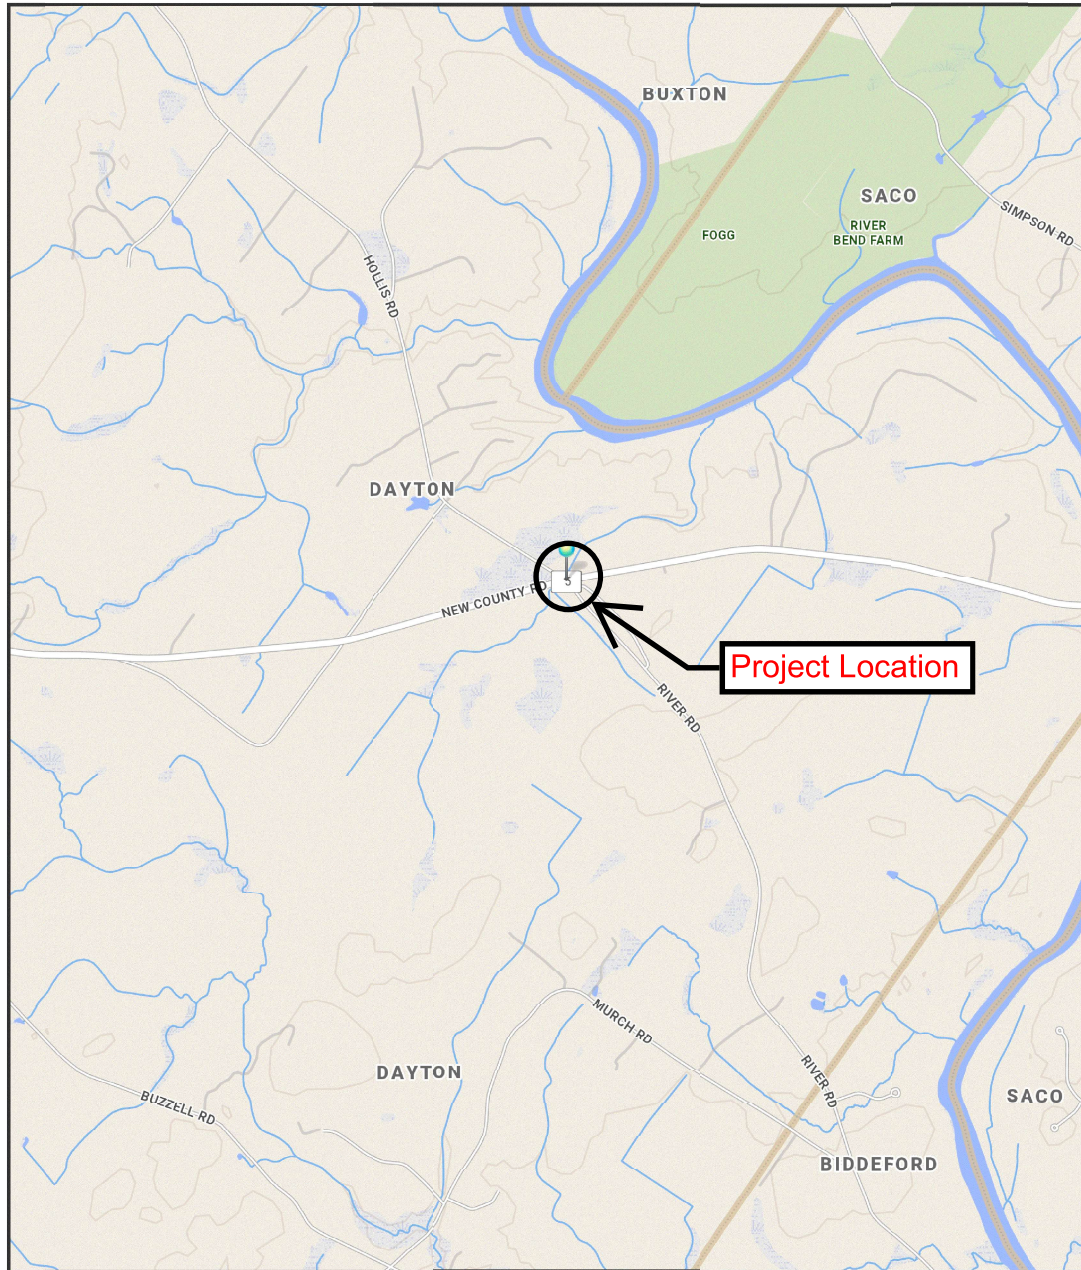 BUXTON
SACO
RIVER
BEND FARM
SIMPSON RD
FOGG
HOLLIS RD
DAYTON
5
NEW COUNTY RD
Project Location
RIVER RD
MURCH RD
RIVER RD
DAYTON
BUZZELL RD
SACO
BIDDEFORD